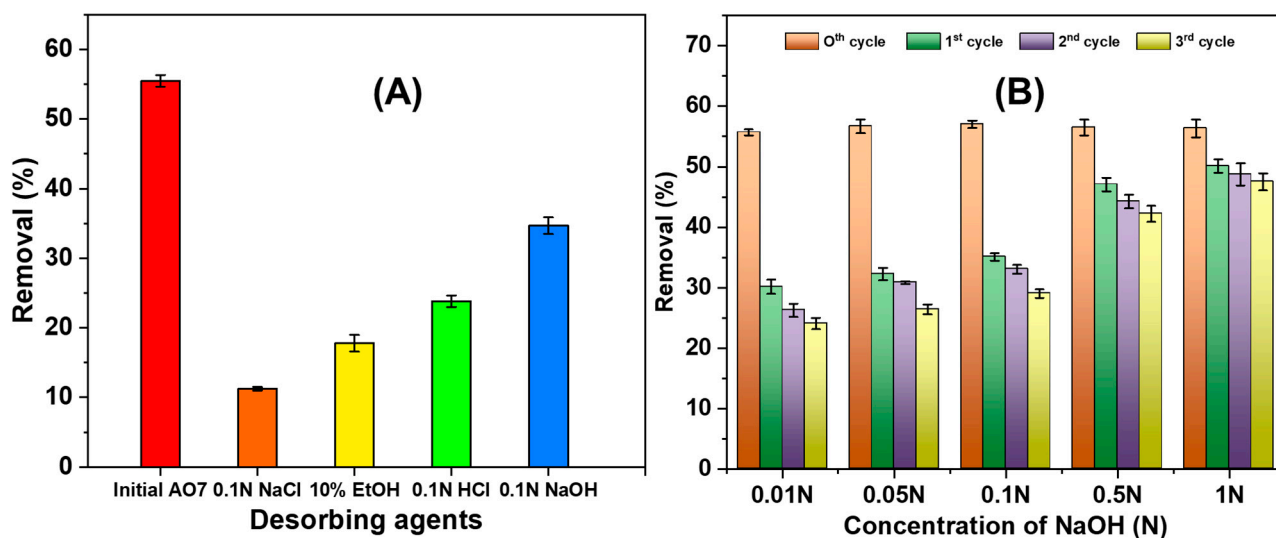 (A)
Removal (%)
60
50
40
30
20
10
0
Initial AO7 0.1N NaCl 10% EtOH 0.1N HCl 0.1N NaOH
Desorbing agents
(B)
0th cycle 1st cycle 2nd cycle 3rd cycle
Removal (%)
70
60
50
40
30
20
10
0
0.01N 0.05N 0.1N 0.5N 1N
Concentration of NaOH (N)